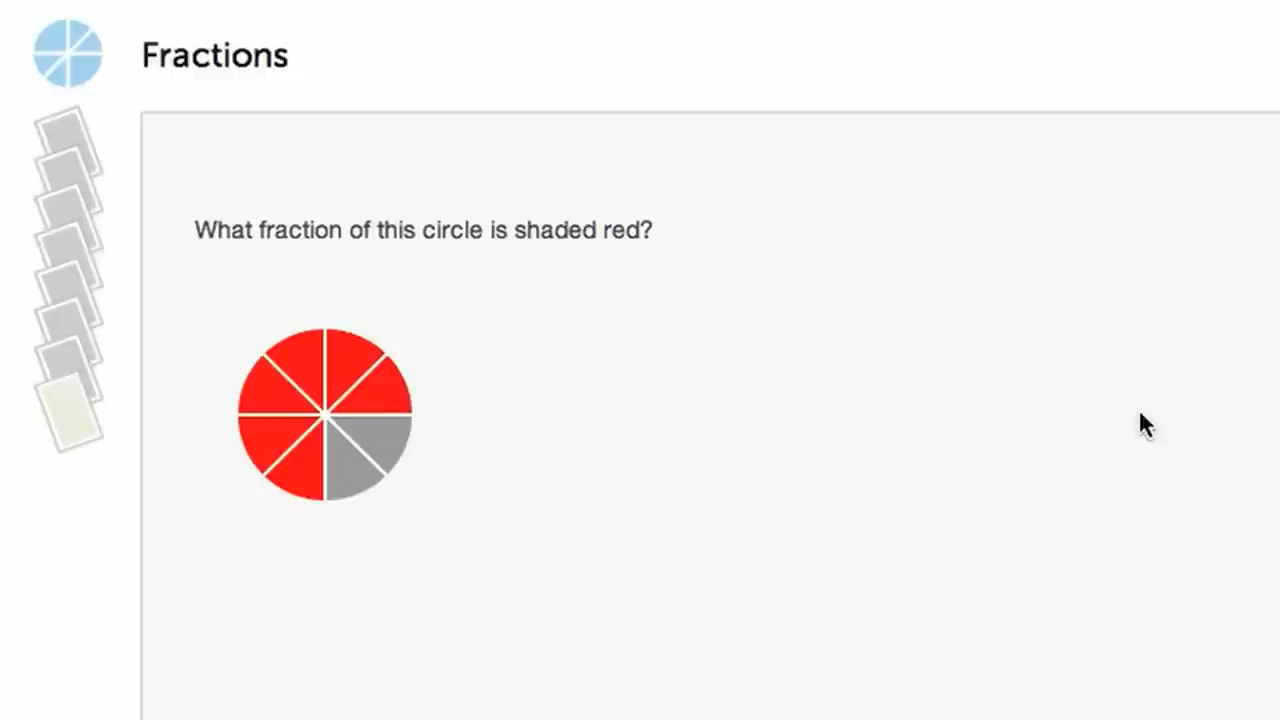 Fractions
What fraction of this circle is shaded red?